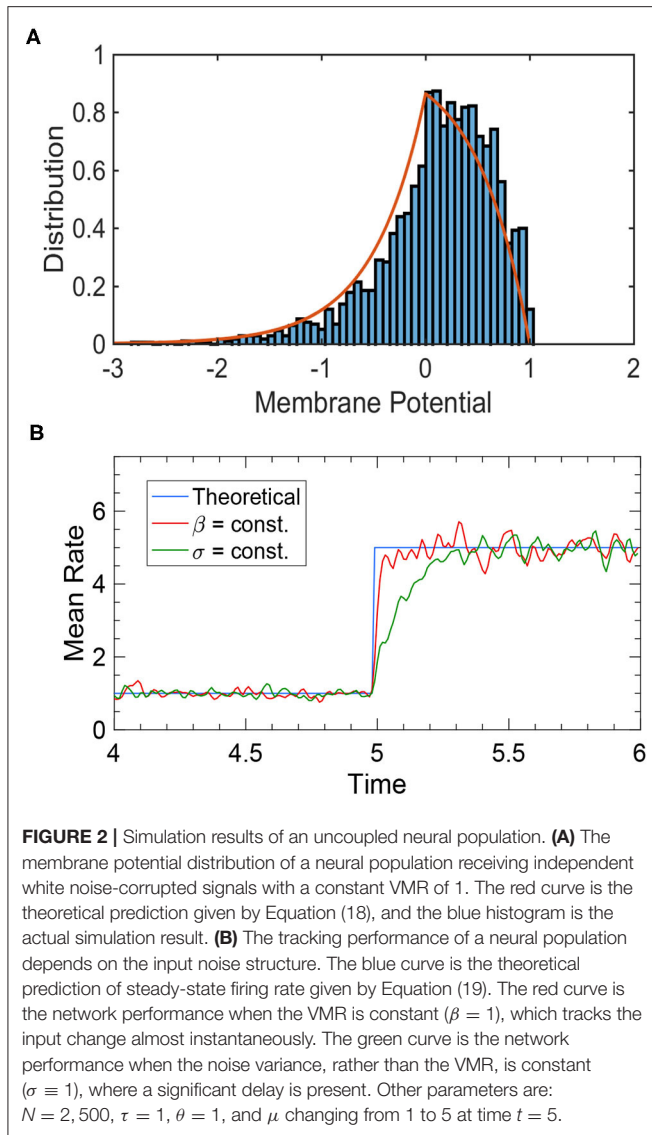 A
Distribution
1
0.8
0.6
0.4
0.2
0
-3
-2
-1
0
1
2
Membrane Potential
B
Mean Rate
6
4
2
0
Theoretical
β = const.
σ = const.
4
4.5
5
5.5
6
Time
FIGURE 2 | Simulation results of an uncoupled neural population. (A) The
membrane potential distribution of a neural population receiving independent
white noise-corrupted signals with a constant VMR of 1. The red curve is the
theoretical prediction given by Equation (18), and the blue histogram is the
actual simulation result. (B) The tracking performance of a neural population
depends on the input noise structure. The blue curve is the theoretical
prediction of steady-state firing rate given by Equation (19). The red curve is
the network performance when the VMR is constant (β = 1), which tracks the
input change almost instantaneously. The green curve is the network
performance when the noise variance, rather than the VMR, is constant
(σ ≡ 1), where a significant delay is present. Other parameters are:
N = 2, 500, τ = 1, θ = 1, and μ changing from 1 to 5 at time t = 5.